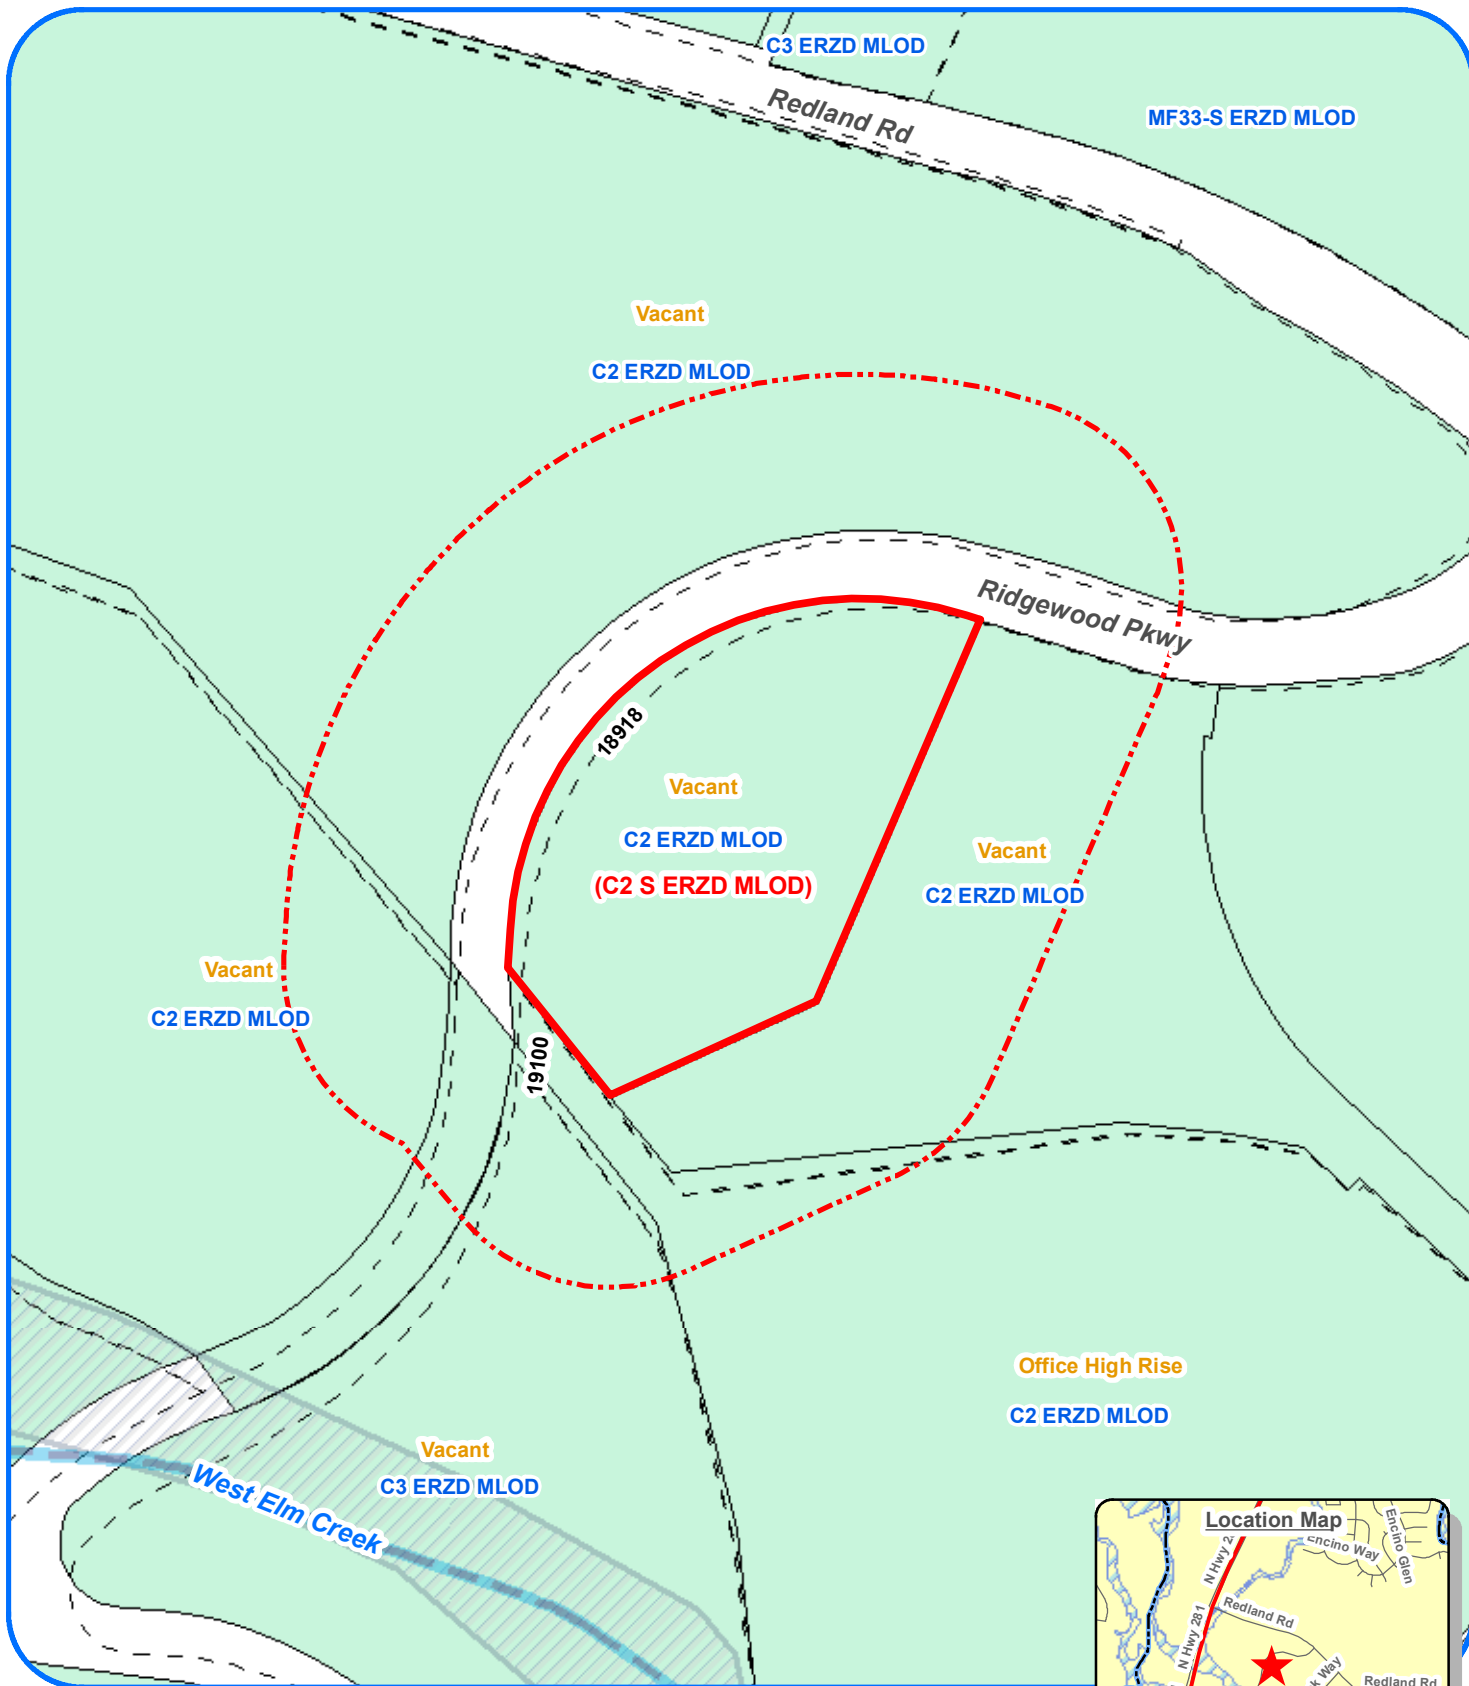 C3 ERZD MLOD
Redland Rd
MF33-S ERZD MLOD
Vacant
C2 ERZD MLOD
Ridgewood Pkwy
18918
Vacant
C2 ERZD MLOD
(C2 S ERZD MLOD)
Vacant
C2 ERZD MLOD
Vacant
C2 ERZD MLOD
19100
Office High Rise
C2 ERZD MLOD
Vacant
C3 ERZD MLOD
West Elm Creek
Location Map
N Hwy
Encino Way
Encino Glen
N Hwy 281
Redland Rd
Way
Redland Rd